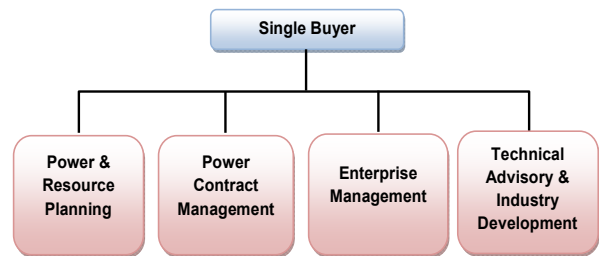 Single Buyer
Power &
Resource
Planning
Power
Contract
Management
Enterprise
Management
Technical
Advisory &
Industry
Development